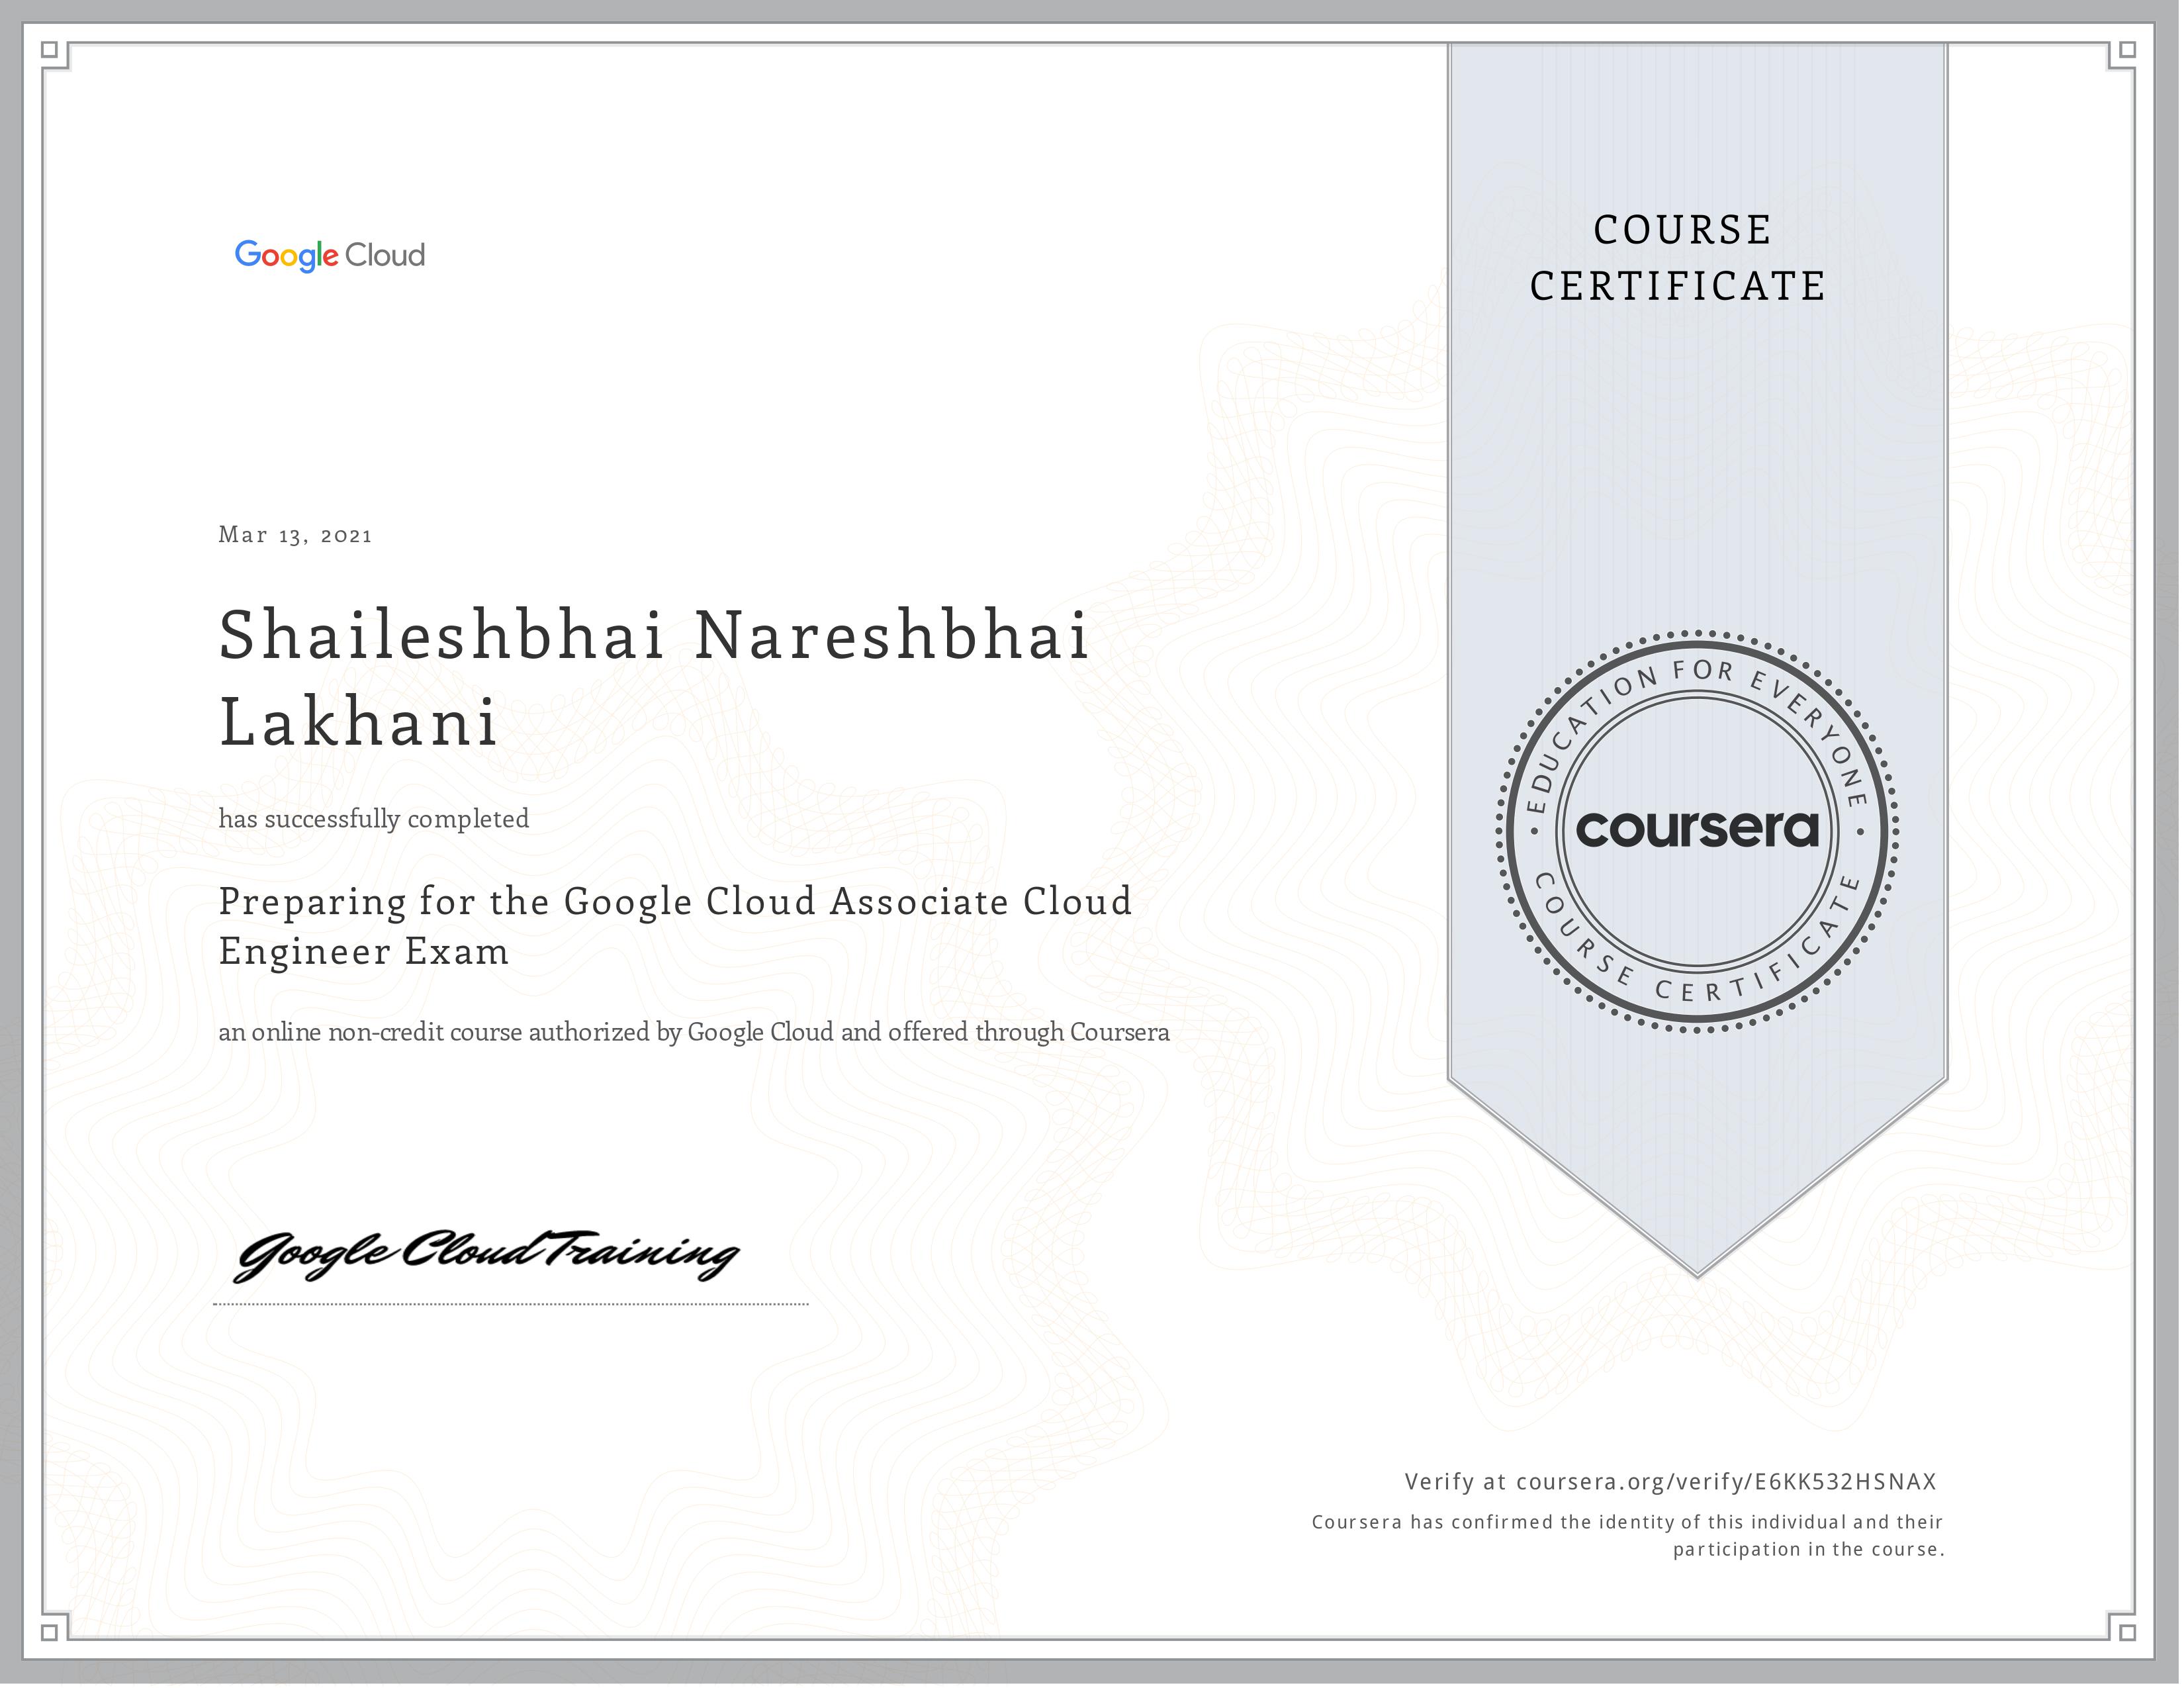 Google Cloud
COURSE
CERTIFICATE
Mar 13, 2021
Shaileshbhai Nareshbhai
Lakhani
has successfully completed
Preparing for the Google Cloud Associate Cloud
Engineer Exam
an online non-credit course authorized by Google Cloud and offered through Coursera
EDUCATION FOR EVERYONE
coursera
COURSE CERTIFICATE
Google Cloud Training
Verify at coursera.org/verify/E6KK532HSNAX
Coursera has confirmed the identity of this individual and their
participation in the course.